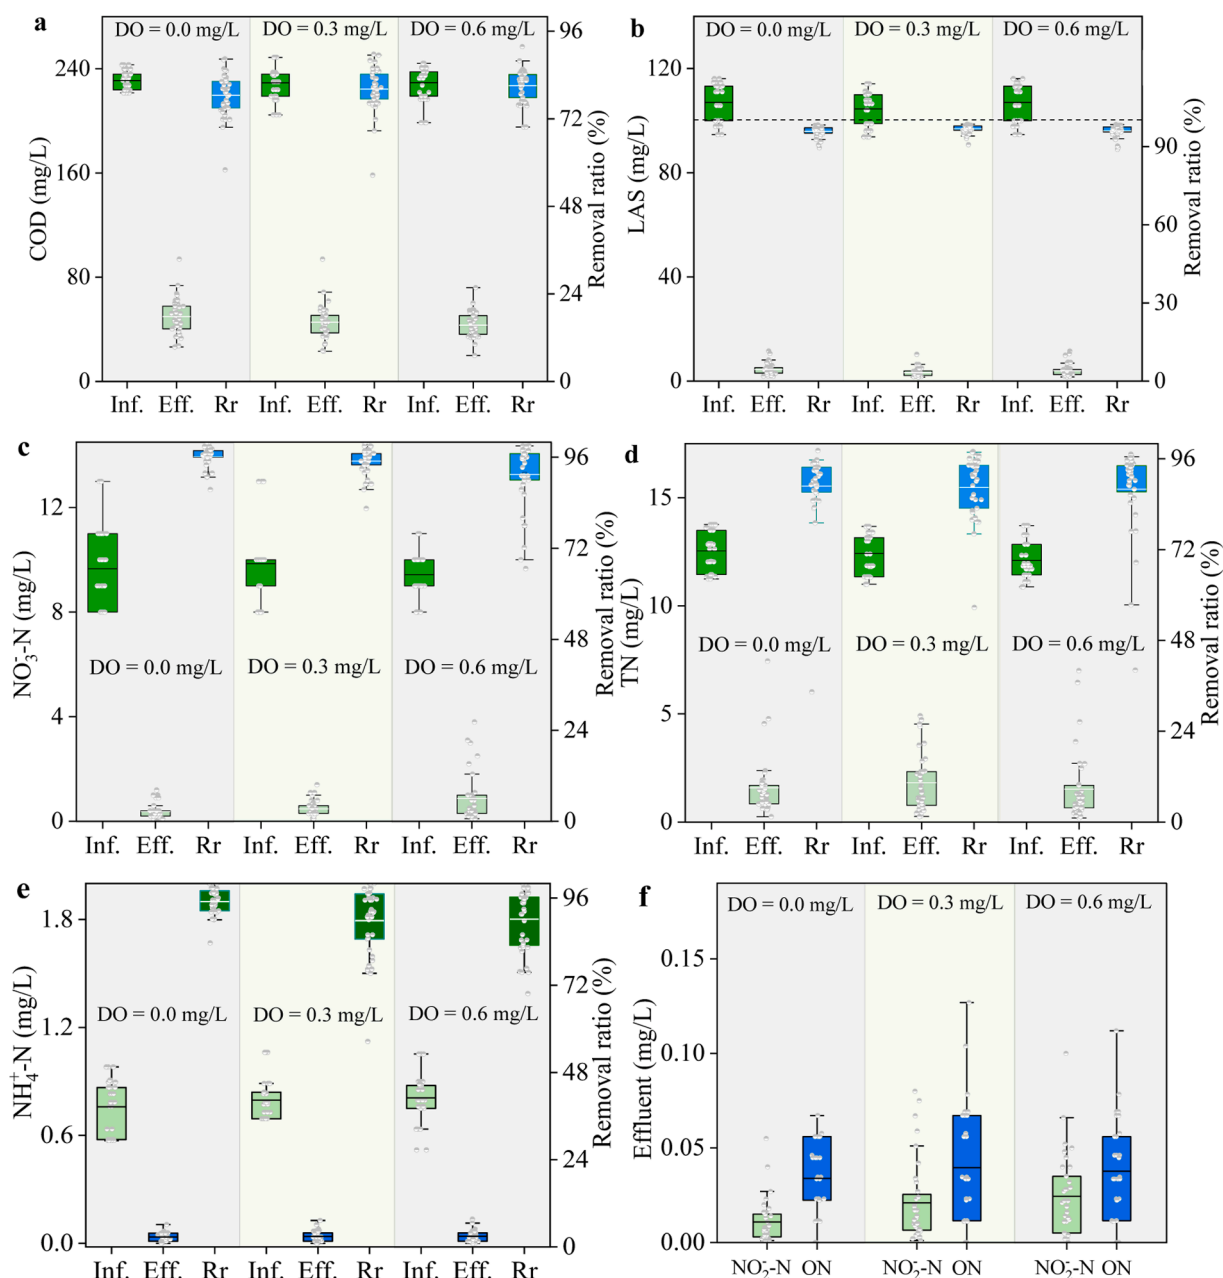 a
DO = 0.0 mg/L
DO = 0.3 mg/L
DO = 0.6 mg/L
COD (mg/L)
240
160
80
0
Removal ratio (%)
96
72
48
24
0
Inf. Eff. Rr Inf. Eff. Rr Inf. Eff. Rr
b
DO = 0.0 mg/L
DO = 0.3 mg/L
DO = 0.6 mg/L
LAS (mg/L)
120
80
40
0
Removal ratio (%)
90
60
30
0
Inf. Eff. Rr Inf. Eff. Rr Inf. Eff. Rr
c
NO₃⁻-N (mg/L)
12
8
4
0
DO = 0.0 mg/L
DO = 0.3 mg/L
DO = 0.6 mg/L
Removal ratio (%)
96
72
48
24
0
Inf. Eff. Rr Inf. Eff. Rr Inf. Eff. Rr
d
TN (mg/L)
15
10
5
0
DO = 0.0 mg/L
DO = 0.3 mg/L
DO = 0.6 mg/L
Removal ratio (%)
96
72
48
24
0
Inf. Eff. Rr Inf. Eff. Rr Inf. Eff. Rr
e
NH₄⁺-N (mg/L)
1.8
1.2
0.6
0.0
DO = 0.0 mg/L
DO = 0.3 mg/L
DO = 0.6 mg/L
Removal ratio (%)
96
72
48
24
0
Inf. Eff. Rr Inf. Eff. Rr Inf. Eff. Rr
f
DO = 0.0 mg/L
DO = 0.3 mg/L
DO = 0.6 mg/L
Effluent (mg/L)
0.15
0.10
0.05
0.00
NO₂⁻-N ON NO₂⁻-N ON NO₂⁻-N ON